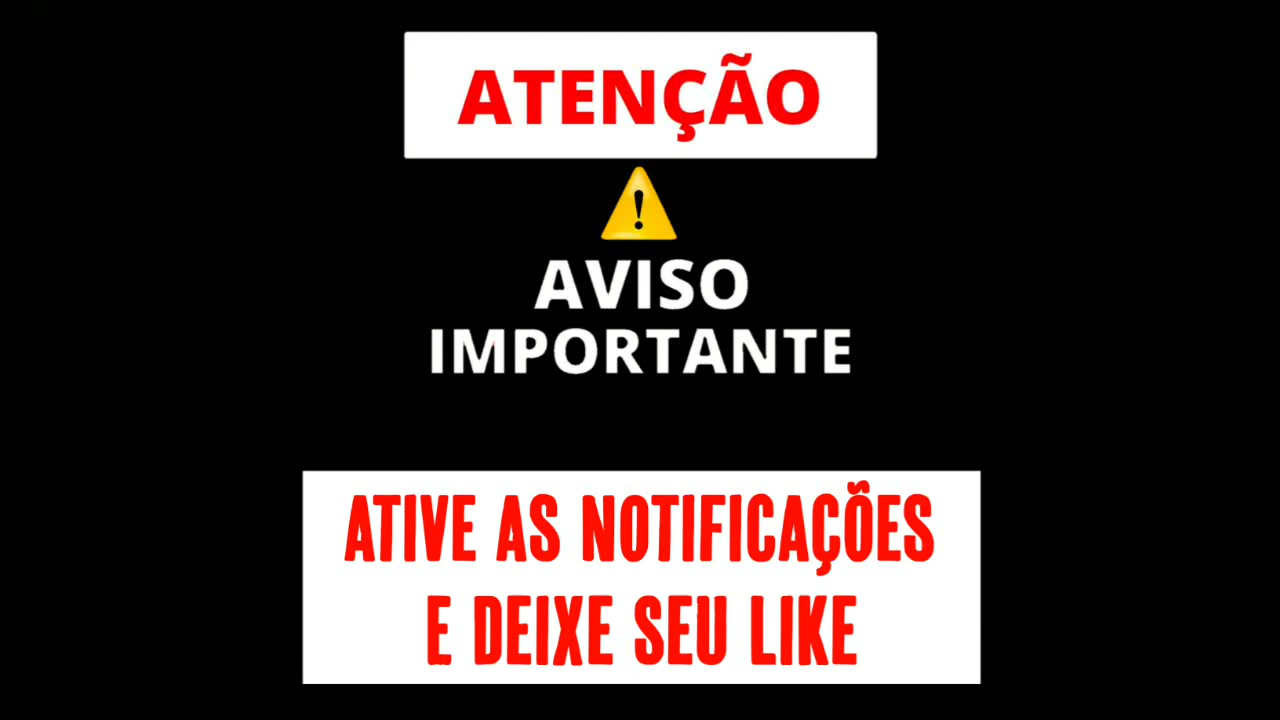 ATENÇÃO
AVISO
IMPORTANTE
ATIVE AS NOTIFICAÇÕES
E DEIXE SEU LIKE